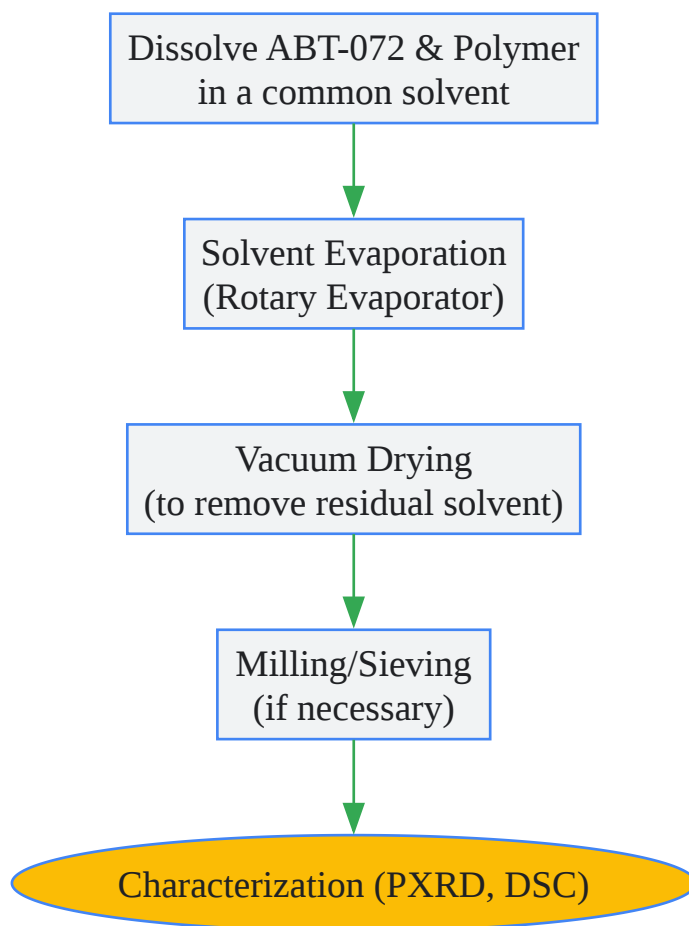 Dissolve ABT-072 & Polymer
in a common solvent
Solvent Evaporation
(Rotary Evaporator)
Vacuum Drying
(to remove residual solvent)
Milling/Sieving
(if necessary)
Characterization (PXRD, DSC)